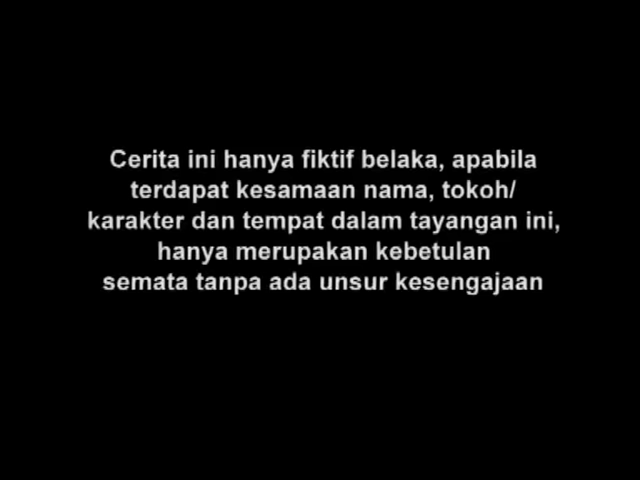 Cerita ini hanya fiktif belaka, apabila
terdapat kesamaan nama, tokoh/
karakter dan tempat dalam tayangan ini,
hanya merupakan kebetulan
semata tanpa ada unsur kesengajaan